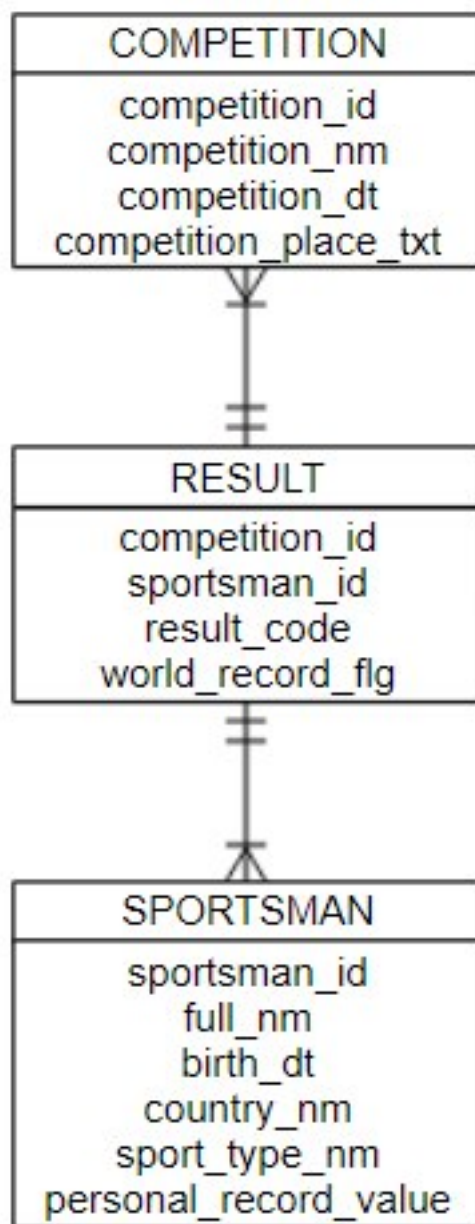 COMPETITION
competition_id
competition_nm
competition_dt
competition_place_txt
RESULT
competition_id
sportsman_id
result_code
world_record_flg
SPORTSMAN
sportsman_id
full_nm
birth_dt
country_nm
sport_type_nm
personal_record_value